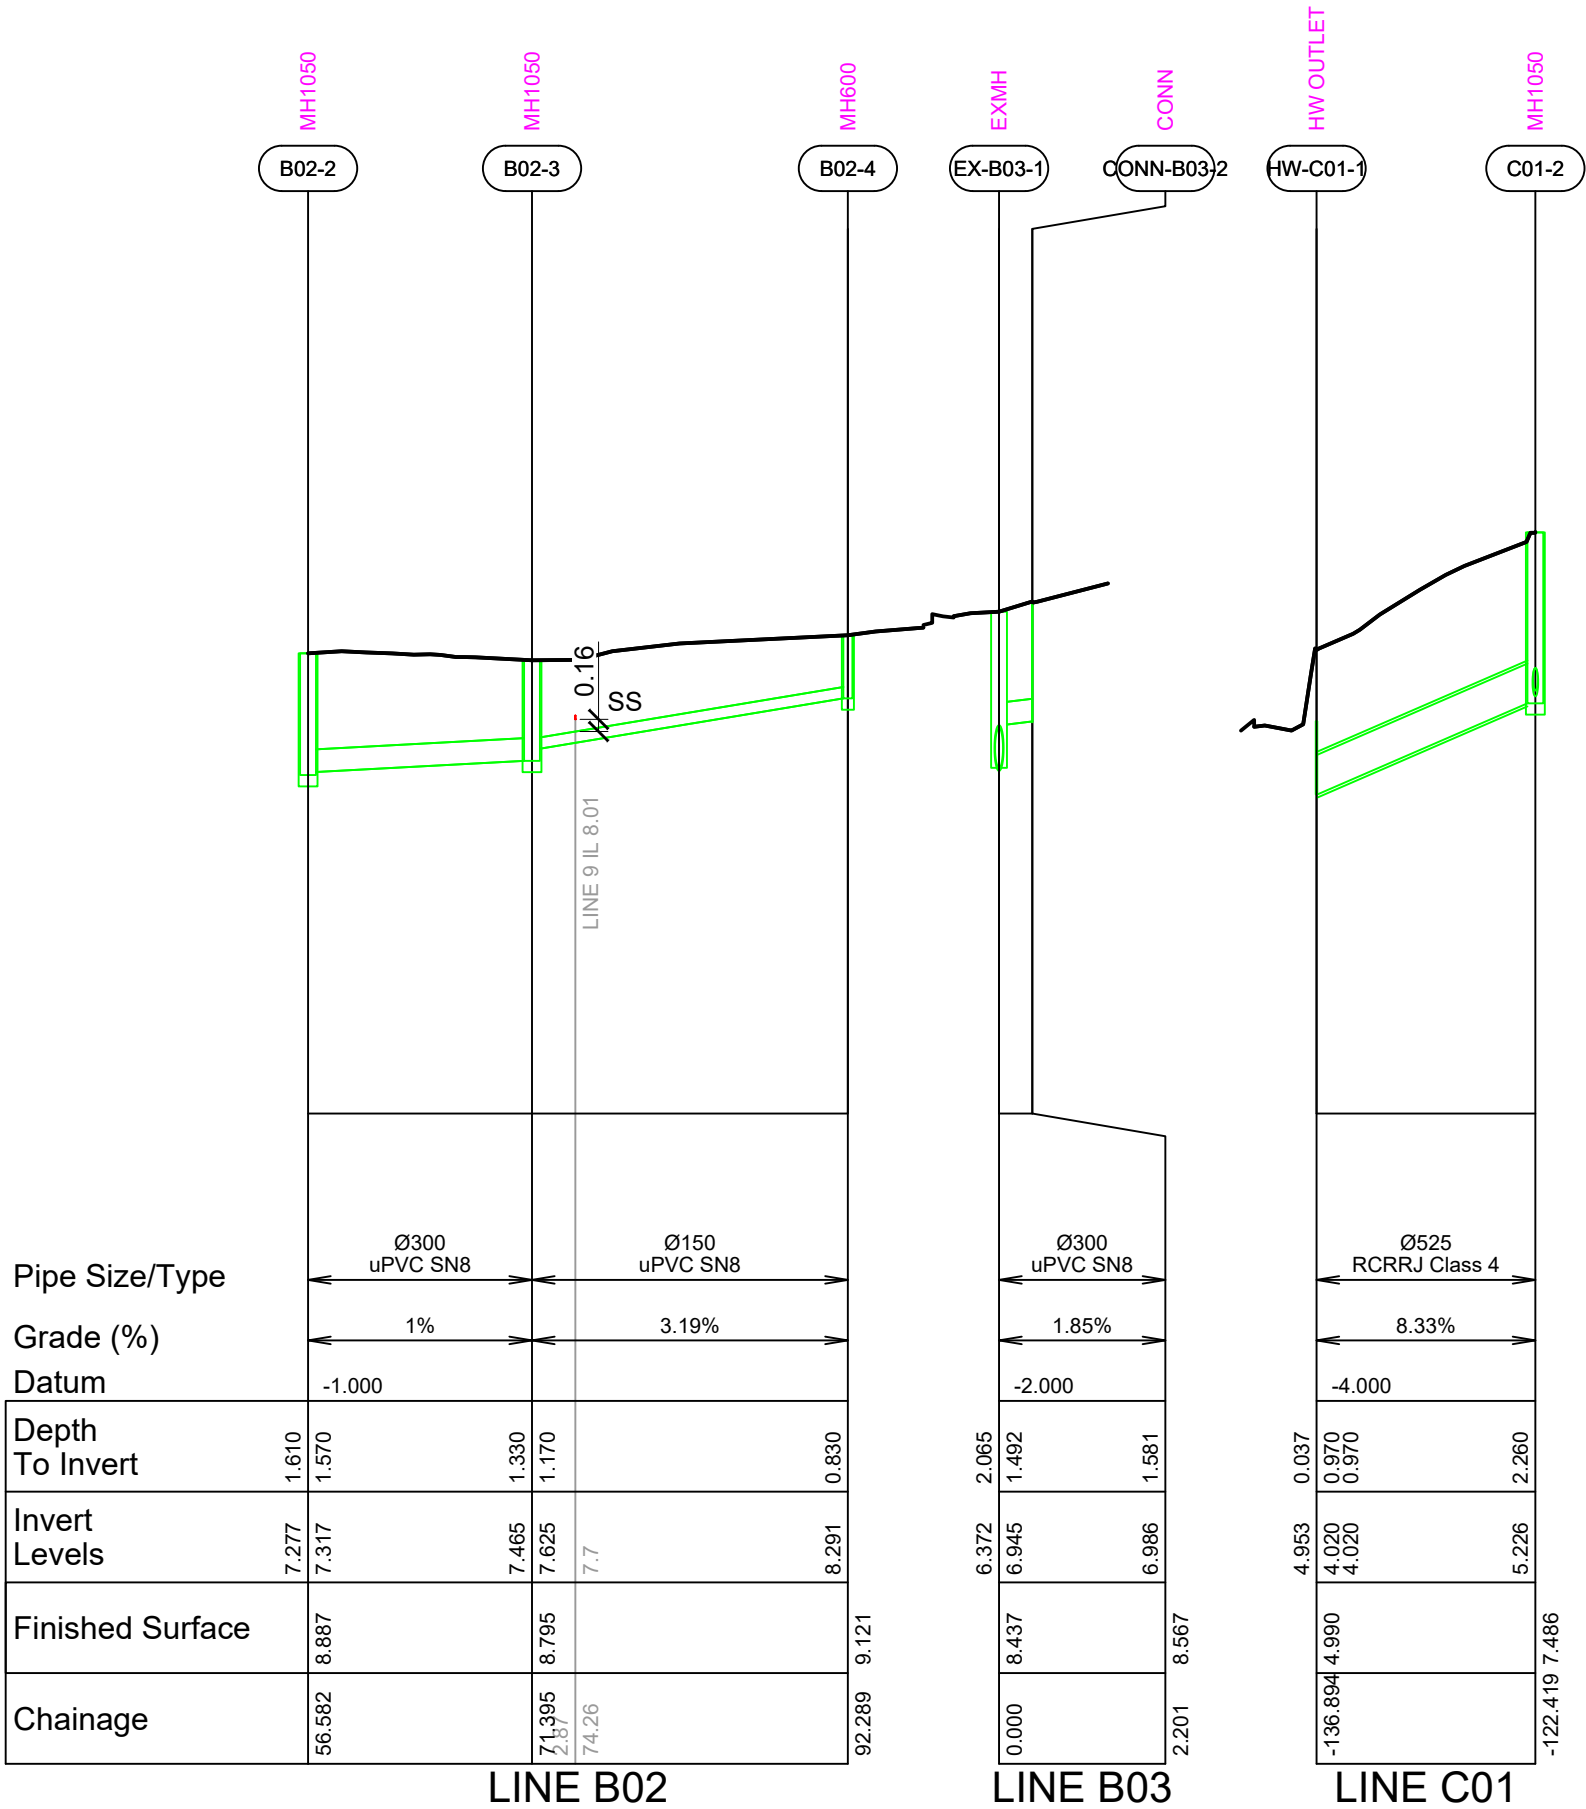 MH1050
MH1050
MH600
EXMH
CONN
HW OUTLET
MH1050
B02-2
B02-3
B02-4
EX-B03-1
CONN-B03-2
HW-C01-1
C01-2
0.16
SS
LINE 9 IL 8.01
Pipe Size/Type
Ø300
uPVC SN8
Ø150
uPVC SN8
Ø300
uPVC SN8
Ø525
RCRRJ Class 4
Grade (%)
1%
3.19%
1.85%
8.33%
Datum
-1.000
-2.000
-4.000
Depth
To Invert
1.610
1.570
1.330
1.170
0.830
2.065
1.492
1.581
0.037
0.970
0.970
2.260
Invert
Levels
7.277
7.317
7.465
7.625
7.7
8.291
6.372
6.945
6.986
4.953
4.020
4.020
5.226
Finished Surface
8.887
8.795
9.121
8.437
8.567
4.990
7.486
Chainage
56.582
71.395
2.87
74.26
92.289
0.000
2.201
-136.894
-122.419
LINE B02
LINE B03
LINE C01